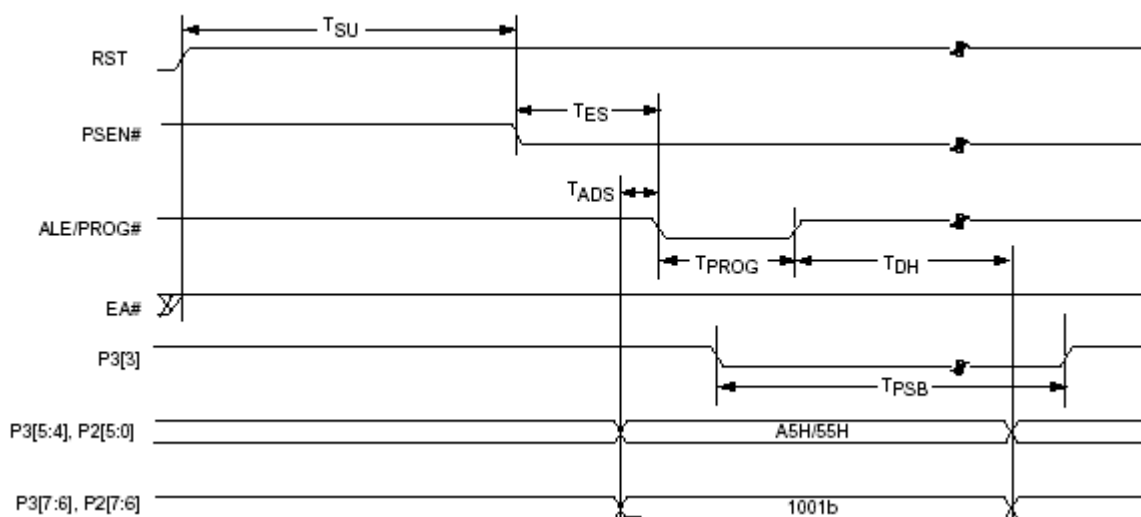 TSU
RST
TES
PSEN#
TADS
ALE/PROG#
TPROG
TDH
EA#
P3[3]
TPSB
P3[5:4], P2[5:0]
A5H/55H
P3[7:6], P2[7:6]
1001b